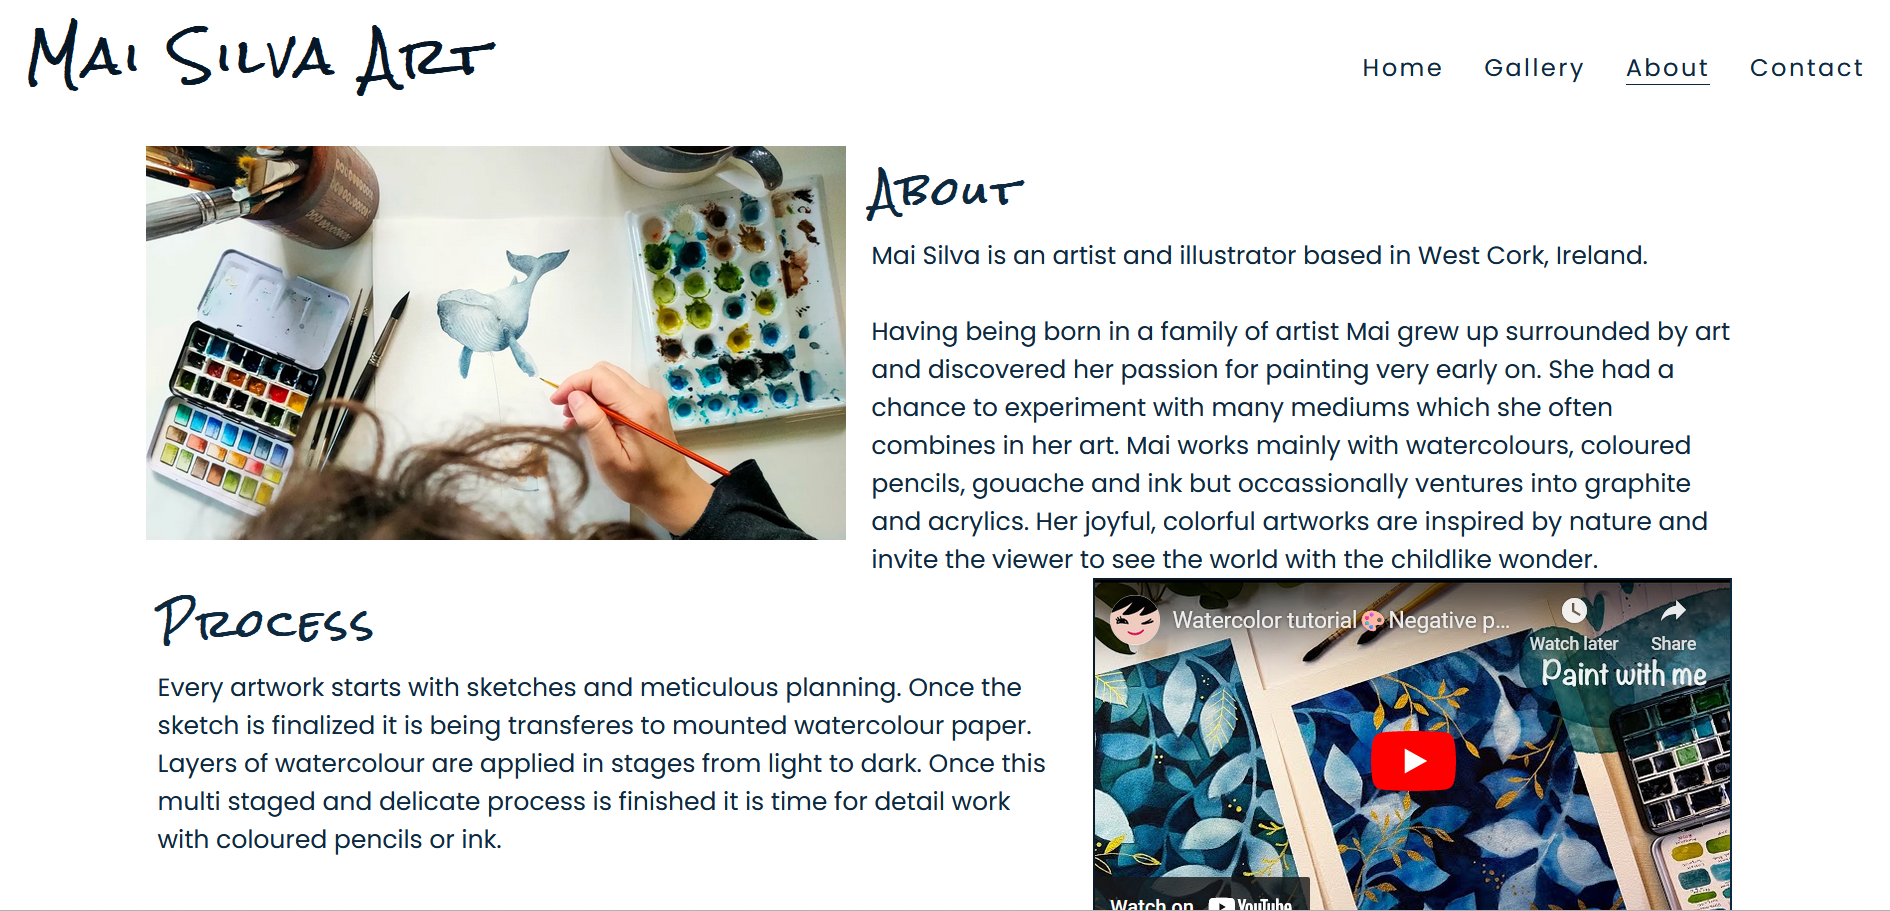 Mai Silva Art
Home Gallery About Contact
About
Mai Silva is an artist and illustrator based in West Cork, Ireland.
Having being born in a family of artist Mai grew up surrounded by art
and discovered her passion for painting very early on. She had a
chance to experiment with many mediums which she often
combines in her art. Mai works mainly with watercolours, coloured
pencils, gouache and ink but occassionally ventures into graphite
and acrylics. Her joyful, colorful artworks are inspired by nature and
invite the viewer to see the world with the childlike wonder.
Process
Every artwork starts with sketches and meticulous planning. Once the
sketch is finalized it is being transferes to mounted watercolour paper.
Layers of watercolour are applied in stages from light to dark. Once this
multi staged and delicate process is finished it is time for detail work
with coloured pencils or ink.
Watercolor tutorial🎨Negative p...
Watch later
Share
Paint with me
Watch on YouTube